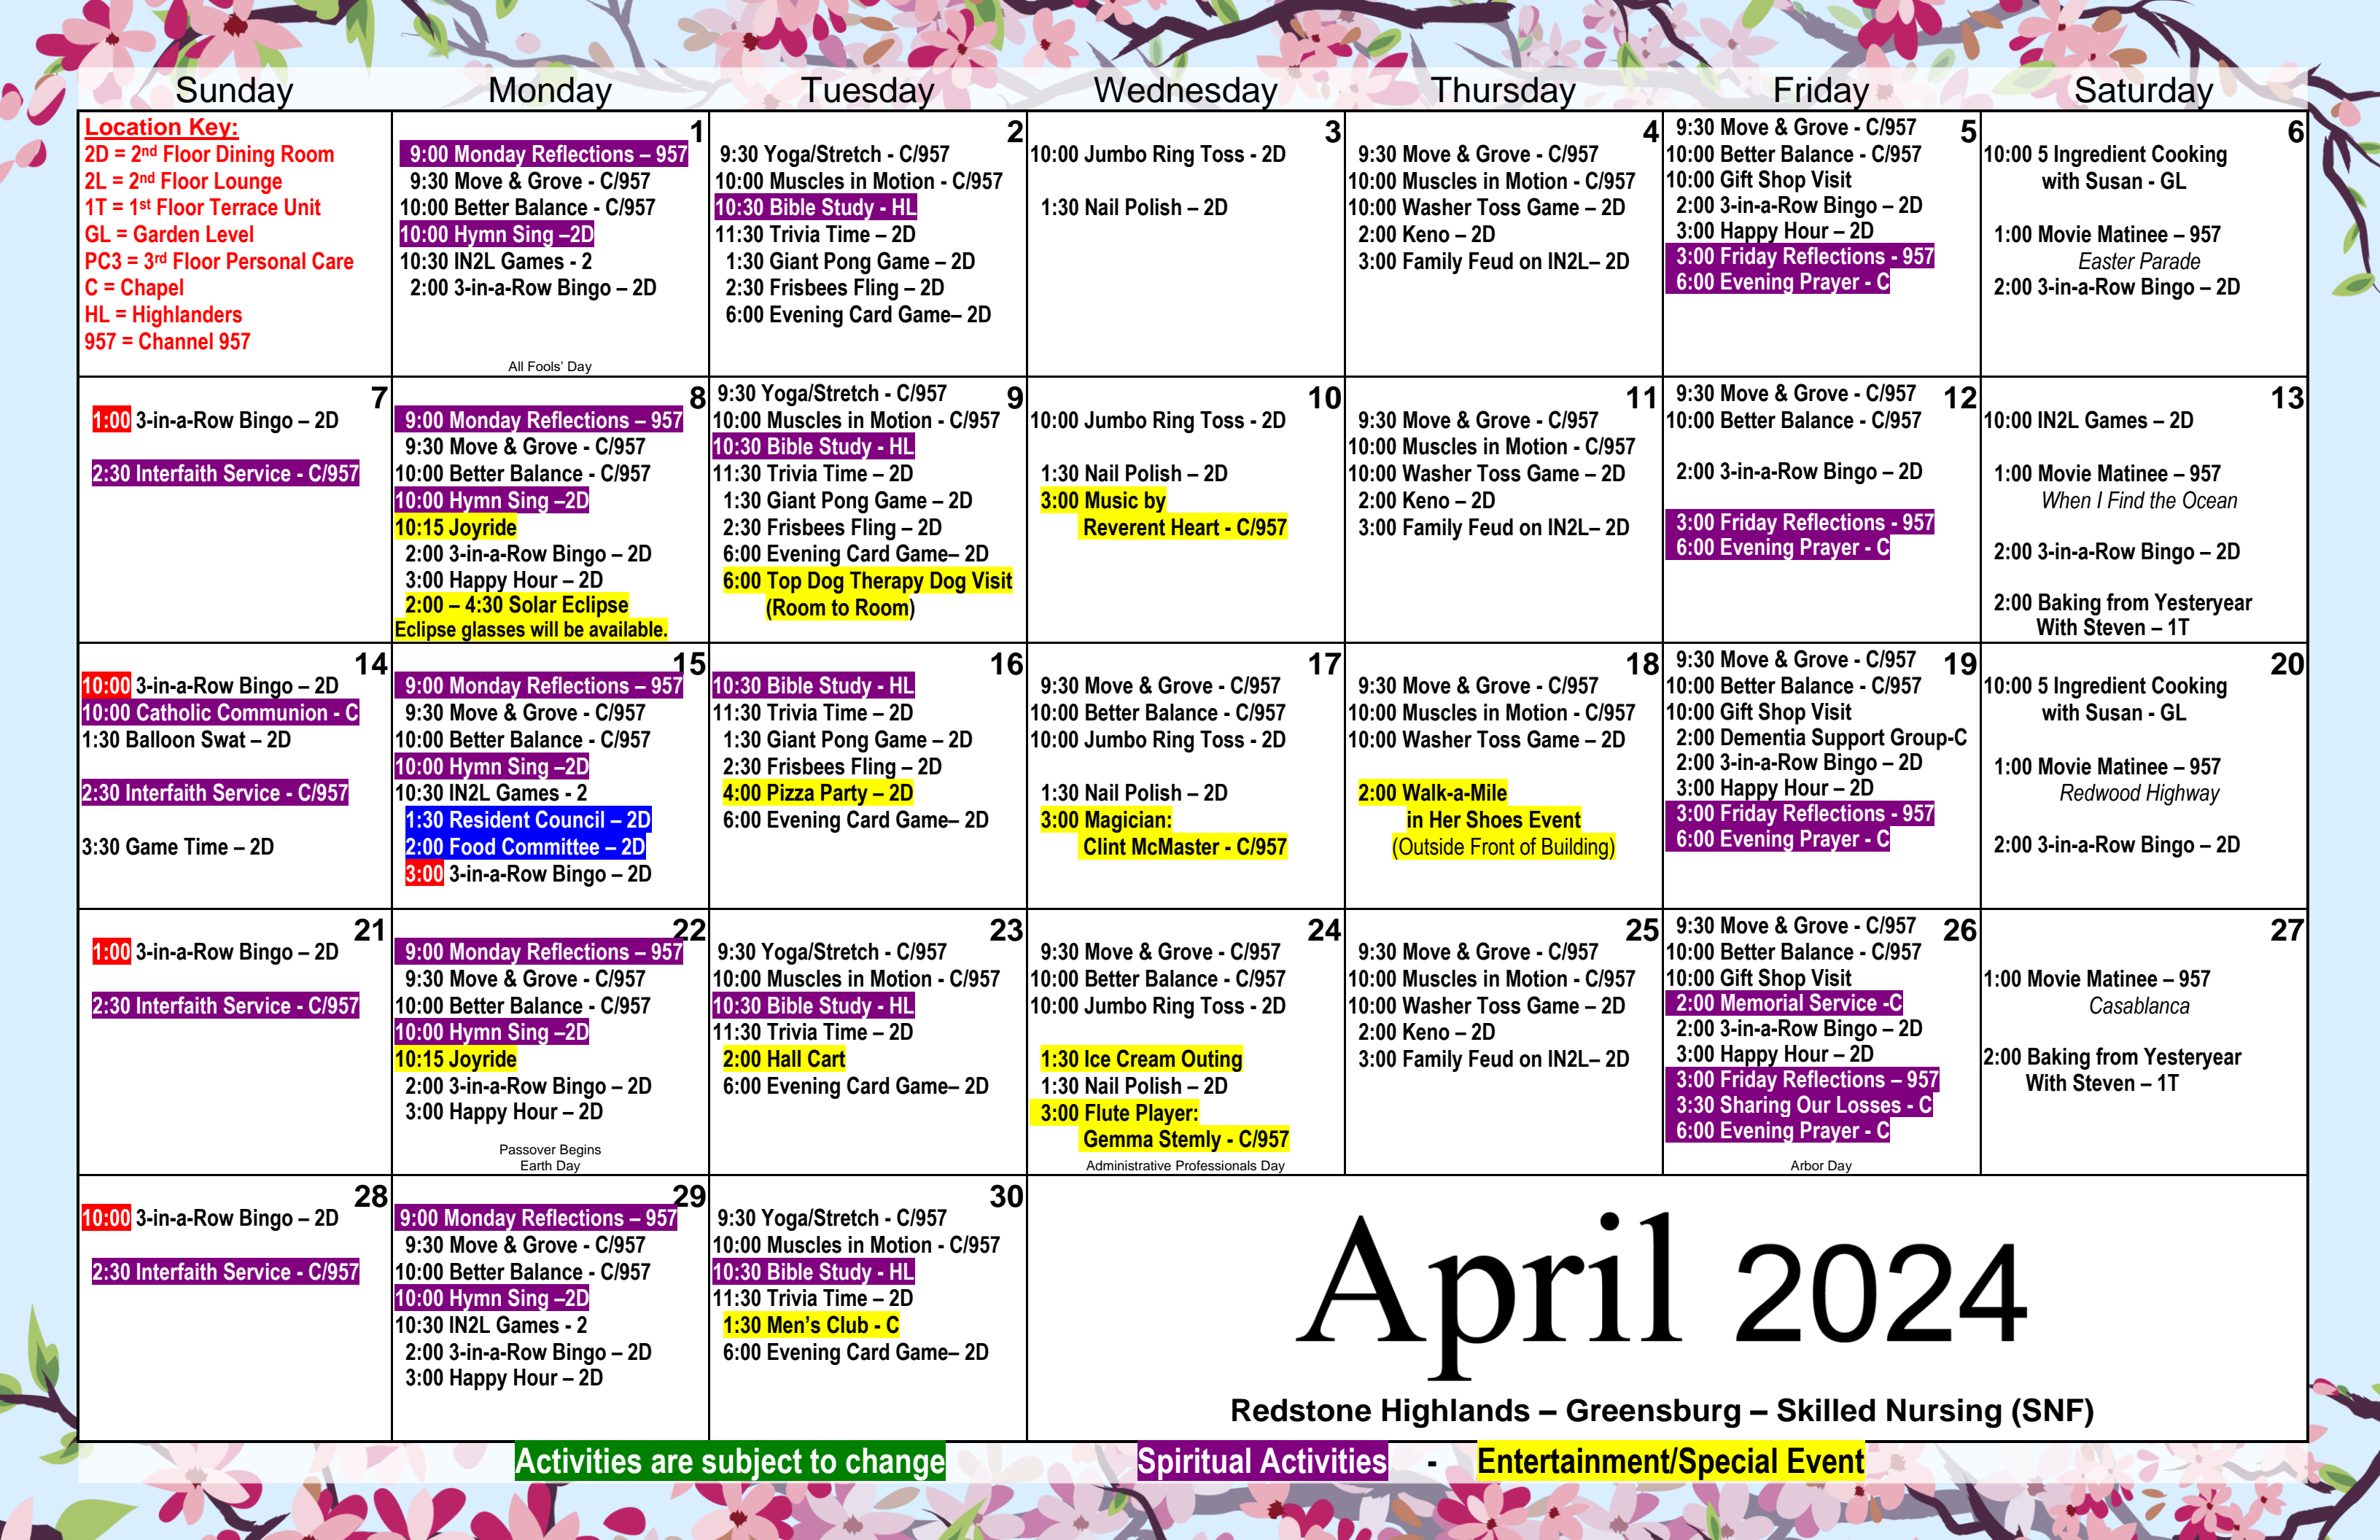 Sunday Monday Tuesday Wednesday Thursday Friday Saturday
Location Key:
2D = 2nd Floor Dining Room
2L = 2nd Floor Lounge
1T = 1st Floor Terrace Unit
GL = Garden Level
PC3 = 3rd Floor Personal Care
C = Chapel
HL = Highlanders
957 = Channel 957
1
9:00 Monday Reflections – 957
9:30 Move & Grove - C/957
10:00 Better Balance - C/957
10:00 Hymn Sing –2D
10:30 IN2L Games - 2
2:00 3-in-a-Row Bingo – 2D
All Fools' Day
2
9:30 Yoga/Stretch - C/957
10:00 Muscles in Motion - C/957
10:30 Bible Study - HL
11:30 Trivia Time – 2D
1:30 Giant Pong Game – 2D
2:30 Frisbees Fling – 2D
6:00 Evening Card Game– 2D
3
10:00 Jumbo Ring Toss - 2D
1:30 Nail Polish – 2D
4
9:30 Move & Grove - C/957
10:00 Muscles in Motion - C/957
10:00 Washer Toss Game – 2D
2:00 Keno – 2D
3:00 Family Feud on IN2L– 2D
5
9:30 Move & Grove - C/957
10:00 Better Balance - C/957
10:00 Gift Shop Visit
2:00 3-in-a-Row Bingo – 2D
3:00 Happy Hour – 2D
3:00 Friday Reflections - 957
6:00 Evening Prayer - C
6
10:00 5 Ingredient Cooking
with Susan - GL
1:00 Movie Matinee – 957
Easter Parade
2:00 3-in-a-Row Bingo – 2D
7
1:00 3-in-a-Row Bingo – 2D
2:30 Interfaith Service - C/957
8
9:00 Monday Reflections – 957
9:30 Move & Grove - C/957
10:00 Better Balance - C/957
10:00 Hymn Sing –2D
10:15 Joyride
2:00 3-in-a-Row Bingo – 2D
3:00 Happy Hour – 2D
2:00 – 4:30 Solar Eclipse
Eclipse glasses will be available.
9
9:30 Yoga/Stretch - C/957
10:00 Muscles in Motion - C/957
10:30 Bible Study - HL
11:30 Trivia Time – 2D
1:30 Giant Pong Game – 2D
2:30 Frisbees Fling – 2D
6:00 Evening Card Game– 2D
6:00 Top Dog Therapy Dog Visit
(Room to Room)
10
10:00 Jumbo Ring Toss - 2D
1:30 Nail Polish – 2D
3:00 Music by
Reverent Heart - C/957
11
9:30 Move & Grove - C/957
10:00 Muscles in Motion - C/957
10:00 Washer Toss Game – 2D
2:00 Keno – 2D
3:00 Family Feud on IN2L– 2D
12
9:30 Move & Grove - C/957
10:00 Better Balance - C/957
2:00 3-in-a-Row Bingo – 2D
3:00 Friday Reflections - 957
6:00 Evening Prayer - C
13
10:00 IN2L Games – 2D
1:00 Movie Matinee – 957
When I Find the Ocean
2:00 3-in-a-Row Bingo – 2D
2:00 Baking from Yesteryear
With Steven – 1T
14
10:00 3-in-a-Row Bingo – 2D
10:00 Catholic Communion - C
1:30 Balloon Swat – 2D
2:30 Interfaith Service - C/957
3:30 Game Time – 2D
15
9:00 Monday Reflections – 957
9:30 Move & Grove - C/957
10:00 Better Balance - C/957
10:00 Hymn Sing –2D
10:30 IN2L Games - 2
1:30 Resident Council – 2D
2:00 Food Committee – 2D
3:00 3-in-a-Row Bingo – 2D
16
10:30 Bible Study - HL
11:30 Trivia Time – 2D
1:30 Giant Pong Game – 2D
2:30 Frisbees Fling – 2D
4:00 Pizza Party – 2D
6:00 Evening Card Game– 2D
17
9:30 Move & Grove - C/957
10:00 Better Balance - C/957
10:00 Jumbo Ring Toss - 2D
1:30 Nail Polish – 2D
3:00 Magician:
Clint McMaster - C/957
18
9:30 Move & Grove - C/957
10:00 Muscles in Motion - C/957
10:00 Washer Toss Game – 2D
2:00 Walk-a-Mile
in Her Shoes Event
(Outside Front of Building)
19
9:30 Move & Grove - C/957
10:00 Better Balance - C/957
10:00 Gift Shop Visit
2:00 Dementia Support Group-C
2:00 3-in-a-Row Bingo – 2D
3:00 Happy Hour – 2D
3:00 Friday Reflections - 957
6:00 Evening Prayer - C
20
10:00 5 Ingredient Cooking
with Susan - GL
1:00 Movie Matinee – 957
Redwood Highway
2:00 3-in-a-Row Bingo – 2D
21
1:00 3-in-a-Row Bingo – 2D
2:30 Interfaith Service - C/957
22
9:00 Monday Reflections – 957
9:30 Move & Grove - C/957
10:00 Better Balance - C/957
10:00 Hymn Sing –2D
10:15 Joyride
2:00 3-in-a-Row Bingo – 2D
3:00 Happy Hour – 2D
Passover Begins
Earth Day
23
9:30 Yoga/Stretch - C/957
10:00 Muscles in Motion - C/957
10:30 Bible Study - HL
11:30 Trivia Time – 2D
2:00 Hall Cart
6:00 Evening Card Game– 2D
24
9:30 Move & Grove - C/957
10:00 Better Balance - C/957
10:00 Jumbo Ring Toss - 2D
1:30 Ice Cream Outing
1:30 Nail Polish – 2D
3:00 Flute Player:
Gemma Stemly - C/957
Administrative Professionals Day
25
9:30 Move & Grove - C/957
10:00 Muscles in Motion - C/957
10:00 Washer Toss Game – 2D
2:00 Keno – 2D
3:00 Family Feud on IN2L– 2D
26
9:30 Move & Grove - C/957
10:00 Better Balance - C/957
10:00 Gift Shop Visit
2:00 Memorial Service -C
2:00 3-in-a-Row Bingo – 2D
3:00 Happy Hour – 2D
3:00 Friday Reflections – 957
3:30 Sharing Our Losses - C
6:00 Evening Prayer - C
Arbor Day
27
1:00 Movie Matinee – 957
Casablanca
2:00 Baking from Yesteryear
With Steven – 1T
28
10:00 3-in-a-Row Bingo – 2D
2:30 Interfaith Service - C/957
29
9:00 Monday Reflections – 957
9:30 Move & Grove - C/957
10:00 Better Balance - C/957
10:00 Hymn Sing –2D
10:30 IN2L Games - 2
2:00 3-in-a-Row Bingo – 2D
3:00 Happy Hour – 2D
30
9:30 Yoga/Stretch - C/957
10:00 Muscles in Motion - C/957
10:30 Bible Study - HL
11:30 Trivia Time – 2D
1:30 Men's Club - C
6:00 Evening Card Game– 2D
April 2024
Redstone Highlands – Greensburg – Skilled Nursing (SNF)
Activities are subject to change Spiritual Activities - Entertainment/Special Event